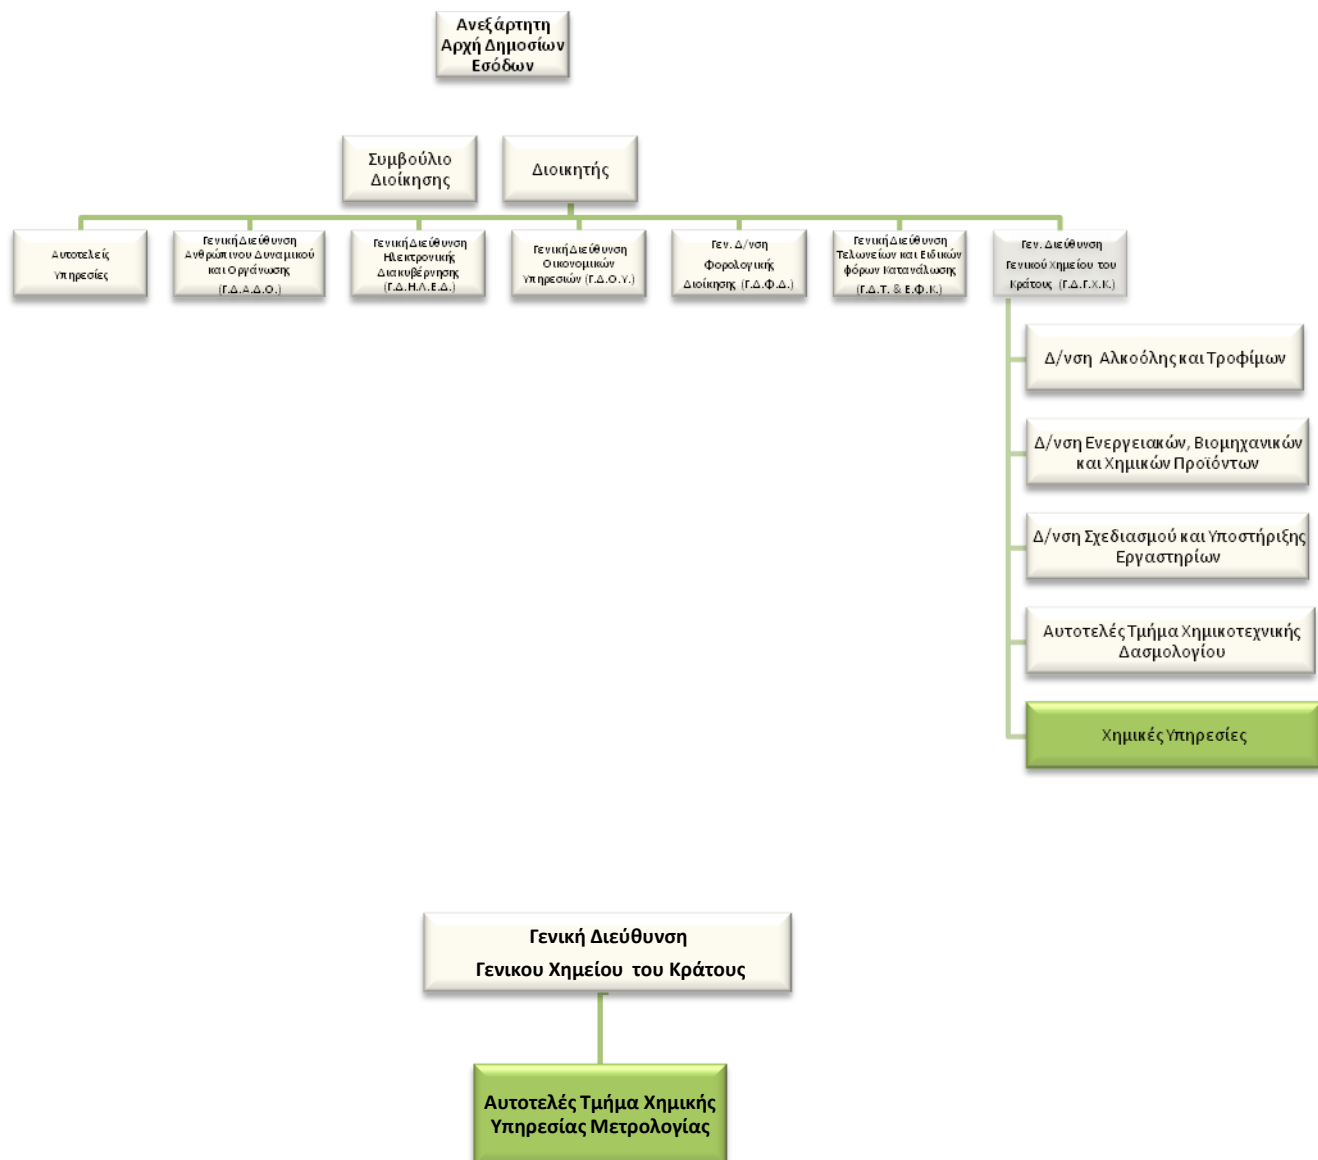 Ανεξάρτητη
Αρχή Δημοσίων
Εσόδων
Συμβούλιο
Διοίκησης
Διοικητής
Αυτοτελείς
Υπηρεσίες
Γενική Διεύθυνση
Ανθρώπινου Δυναμικού
και Οργάνωσης
(Γ.Δ.Α.Δ.Ο.)
Γενική Διεύθυνση
Ηλεκτρονικής
Διακυβέρνησης
(Γ.Δ.Η.Λ.Ε.Δ.)
Γενική Διεύθυνση
Οικονομικών
Υπηρεσιών (Γ.Δ.Ο.Υ.)
Γεν. Δ/νση
Φορολογικής
Διοίκησης (Γ.Δ.Φ.Δ.)
Γενική Διεύθυνση
Τελωνείων και Ειδικών
φόρων Κατανάλωσης
(Γ.Δ.Τ. & Ε.Φ.Κ.)
Γεν. Διεύθυνση
Γενικού Χημείου του
Κράτους (Γ.Δ.Γ.Χ.Κ.)
Δ/νση Αλκοόλης και Τροφίμων
Δ/νση Ενεργειακών, Βιομηχανικών
και Χημικών Προϊόντων
Δ/νση Σχεδιασμού και Υποστήριξης
Εργαστηρίων
Αυτοτελές Τμήμα Χημικοτεχνικής
Δασμολογίου
Χημικές Υπηρεσίες
Γενική Διεύθυνση
Γενικου Χημείου του Κράτους
Αυτοτελές Τμήμα Χημικής
Υπηρεσίας Μετρολογίας